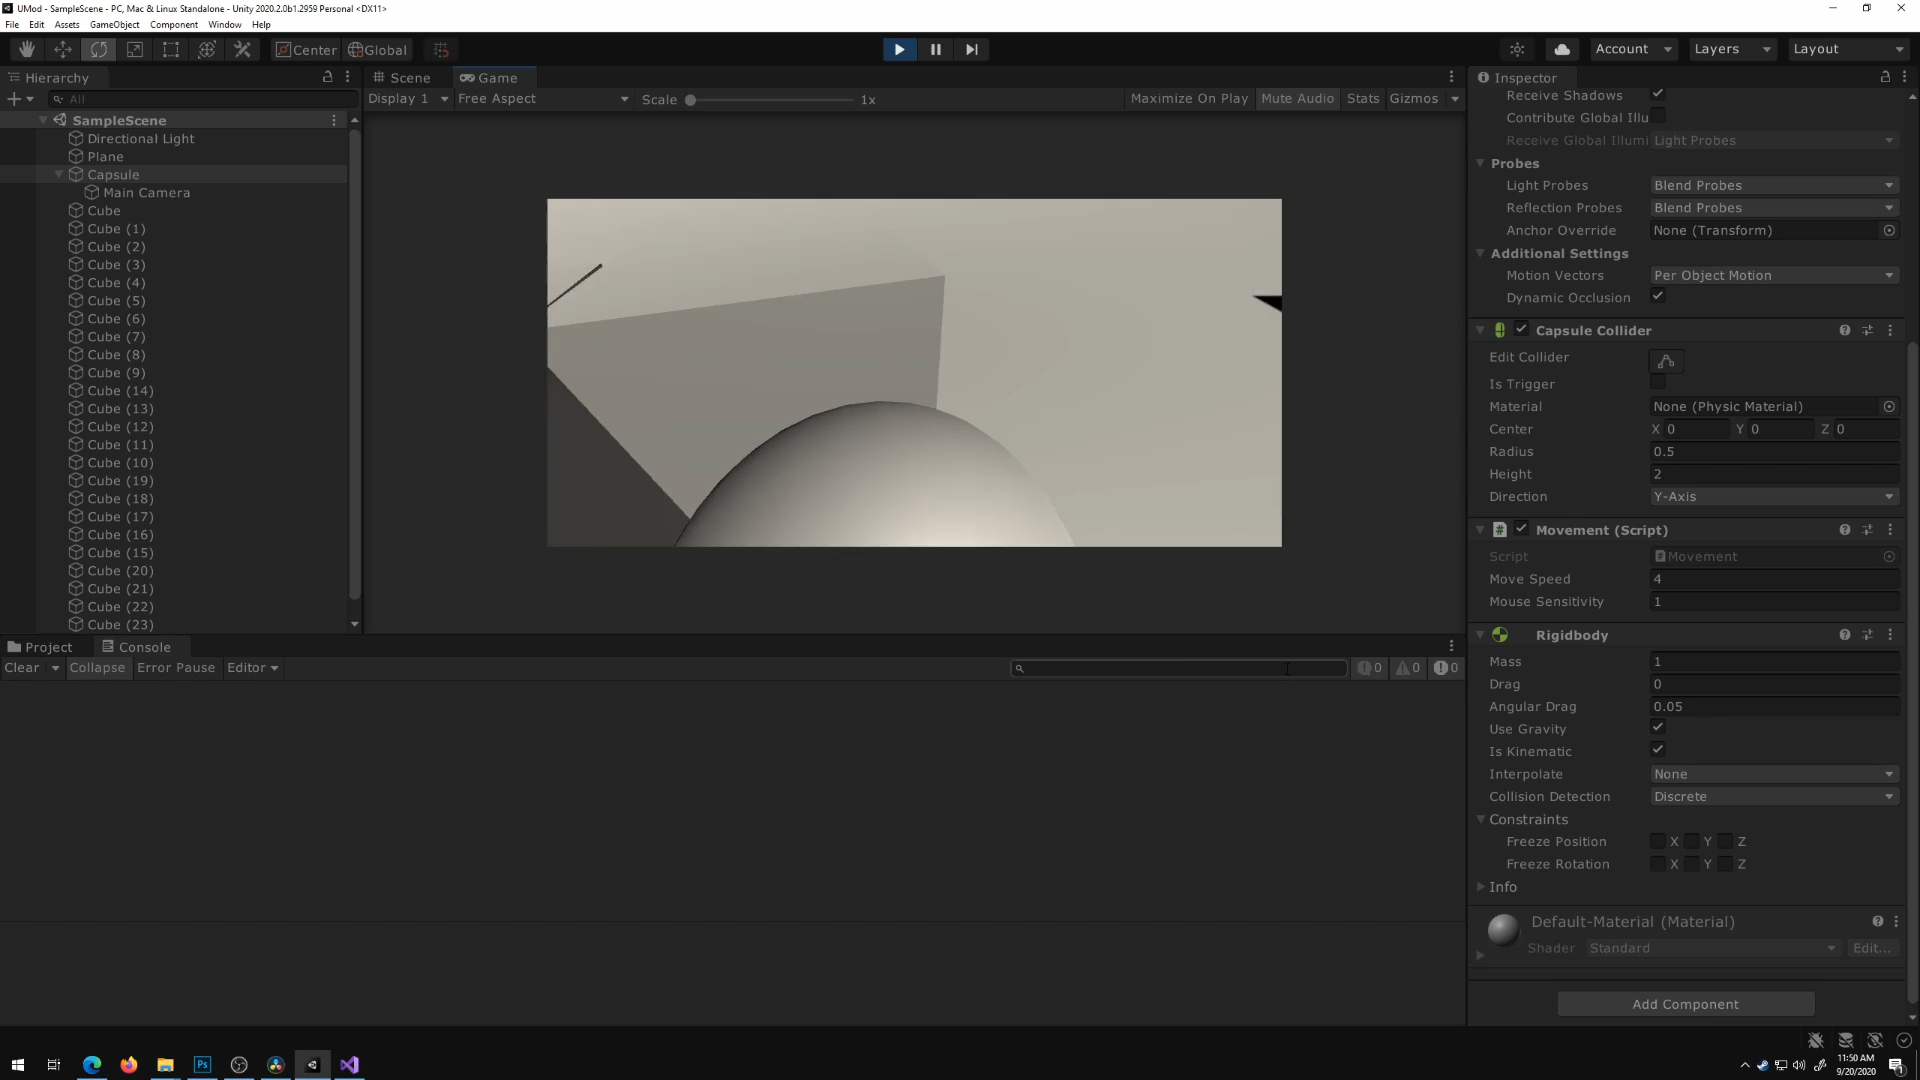 UMod - SampleScene - PC, Mac & Linux Standalone - Unity 2020.2.0b1.2959 Personal <DX11>
File Edit Assets GameObject Component Window Help
Center Global
Account Layers Layout
Hierarchy
All
SampleScene
Directional Light
Plane
Capsule
Main Camera
Cube
Cube (1)
Cube (2)
Cube (3)
Cube (4)
Cube (5)
Cube (6)
Cube (7)
Cube (8)
Cube (9)
Cube (14)
Cube (13)
Cube (12)
Cube (11)
Cube (10)
Cube (19)
Cube (18)
Cube (17)
Cube (16)
Cube (15)
Cube (20)
Cube (21)
Cube (22)
Cube (23)
Scene Game
Display 1 Free Aspect Scale 1x Maximize On Play Mute Audio Stats Gizmos
Project Console
Clear Collapse Error Pause Editor 0 0 0
Inspector
Receive Shadows
Contribute Global Illu
Receive Global Illumi Light Probes
Probes
Light Probes Blend Probes
Reflection Probes Blend Probes
Anchor Override None (Transform)
Additional Settings
Motion Vectors Per Object Motion
Dynamic Occlusion
Capsule Collider
Edit Collider
Is Trigger
Material None (Physic Material)
Center X 0 Y 0 Z 0
Radius 0.5
Height 2
Direction Y-Axis
Movement (Script)
Script Movement
Move Speed 4
Mouse Sensitivity 1
Rigidbody
Mass 1
Drag 0
Angular Drag 0.05
Use Gravity
Is Kinematic
Interpolate None
Collision Detection Discrete
Constraints
Freeze Position X Y Z
Freeze Rotation X Y Z
Info
Default-Material (Material)
Shader Standard Edit...
Add Component
Ps
11:50 AM
9/20/2020
1